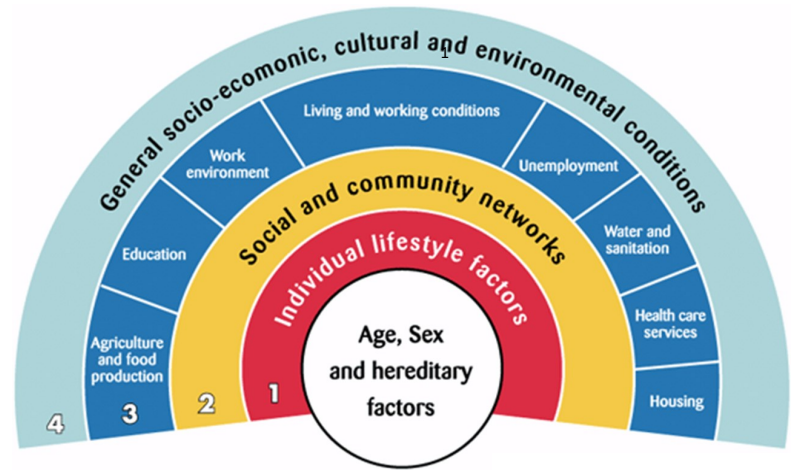 General socio-ecomonic, cultural and environmental conditions
Living and working conditions
Work
environment
Unemployment
Education
Water and
sanitation
Agriculture
and food
production
Health care
services
Housing
Social and community networks
Individual lifestyle factors
Age, Sex
and hereditary
factors
4
3
2
1